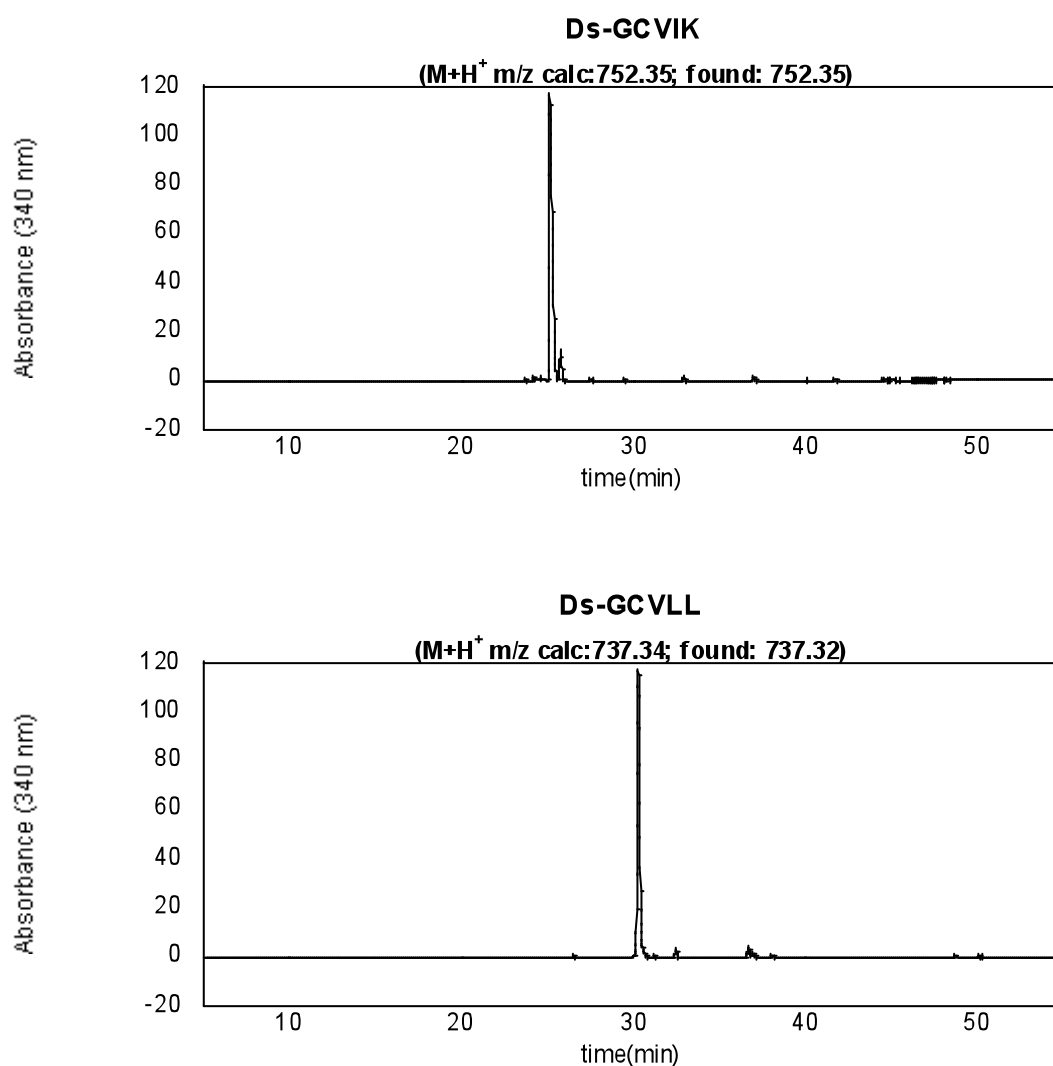 Ds-GCVIK
(M+H⁺ m/z calc:752.35; found: 752.35)
Absorbance (340 nm)
120
100
80
60
40
20
0
-20
10 20 30 40 50
time(min)
Ds-GCVLL
(M+H⁺ m/z calc:737.34; found: 737.32)
Absorbance (340 nm)
120
100
80
60
40
20
0
-20
10 20 30 40 50
time(min)